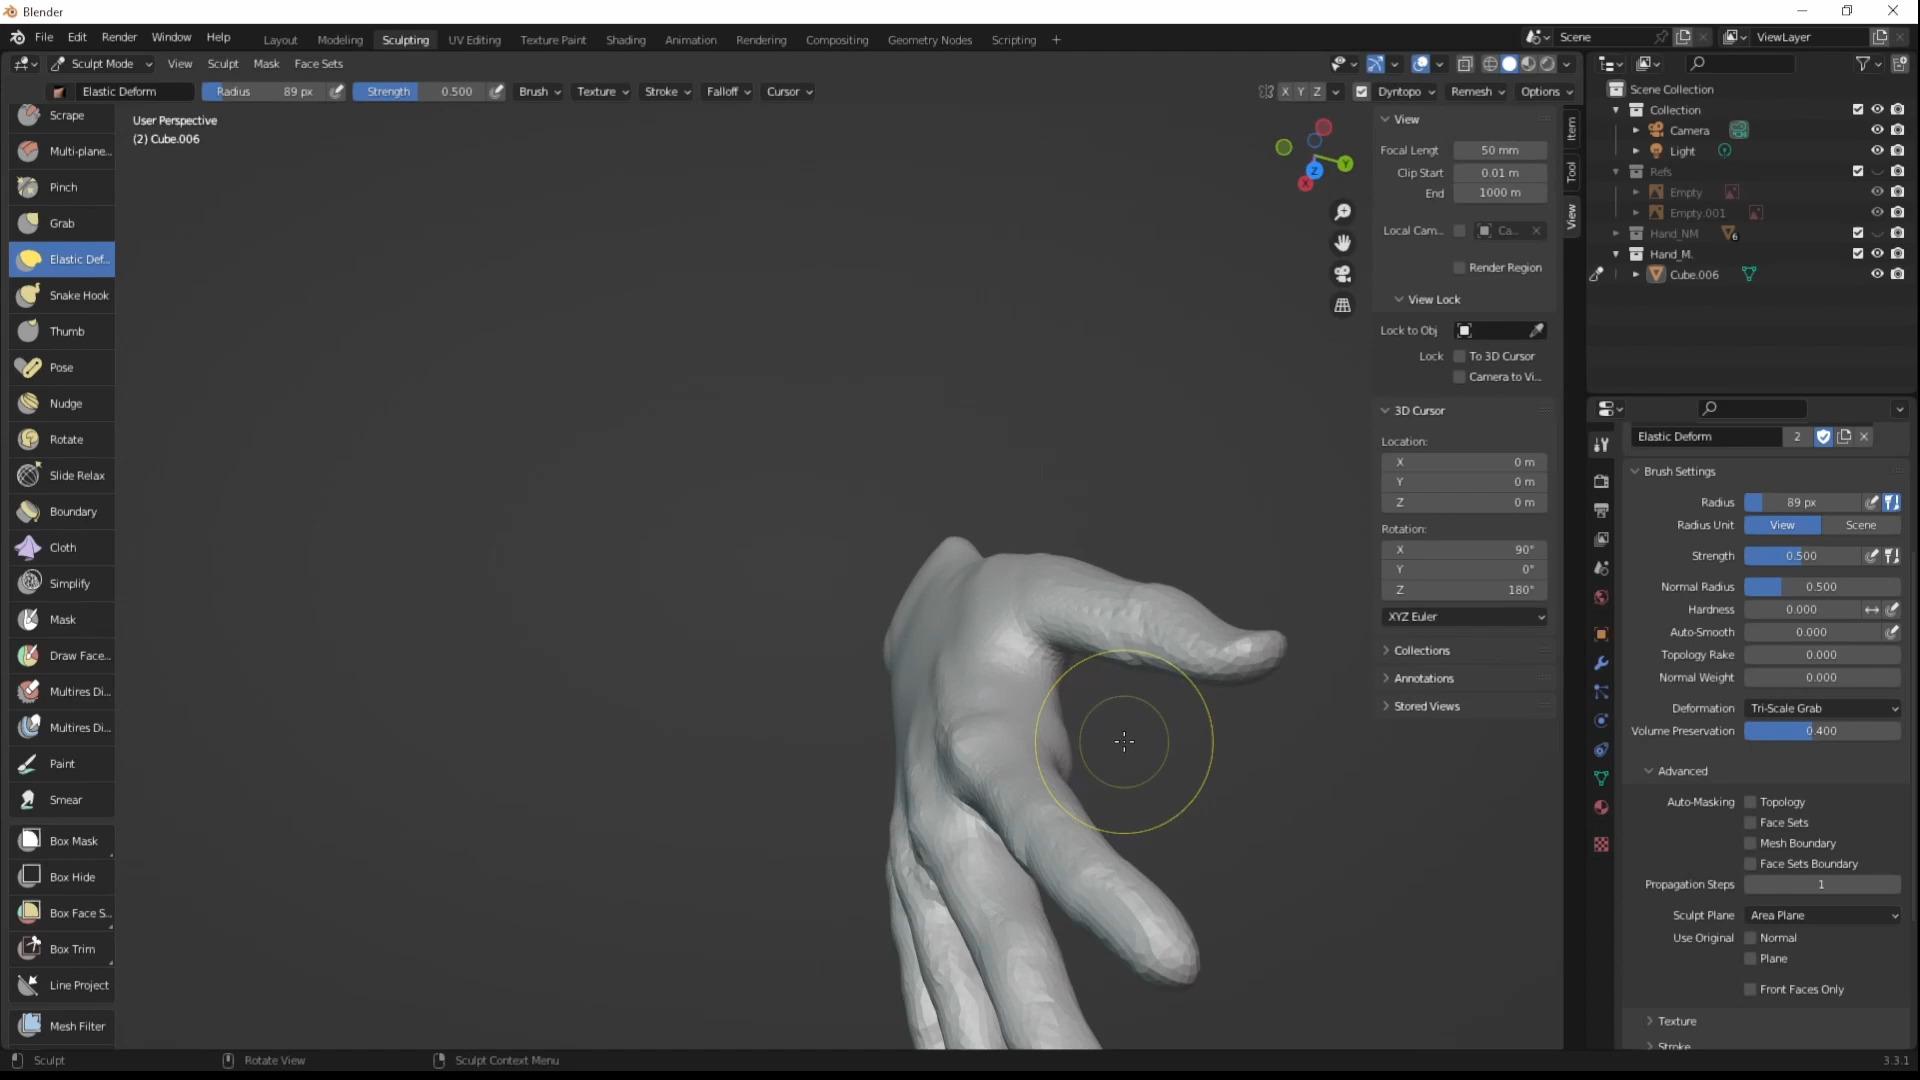 Blender
File Edit Render Window Help
Layout Modeling Sculpting UV Editing Texture Paint Shading Animation Rendering Compositing Geometry Nodes Scripting +
Scene
ViewLayer
Sculpt Mode View Sculpt Mask Face Sets
Elastic Deform Radius 89 px Strength 0.500 Brush Texture Stroke Falloff Cursor
X Y Z Dyntopo Remesh Options
Scrape
Multi-plane...
Pinch
Grab
Elastic Def...
Snake Hook
Thumb
Pose
Nudge
Rotate
Slide Relax
Boundary
Cloth
Simplify
Mask
Draw Face...
Multires Di...
Multires Di...
Paint
Smear
Box Mask
Box Hide
Box Face S...
Box Trim
Line Project
Mesh Filter
User Perspective
(2) Cube.006
Y
Z
X
View
Focal Lengt 50 mm
Clip Start 0.01 m
End 1000 m
Local Cam... Ca...
Render Region
View Lock
Lock to Obj
Lock To 3D Cursor
Camera to Vi...
3D Cursor
Location:
X 0 m
Y 0 m
Z 0 m
Rotation:
X 90°
Y 0°
Z 180°
XYZ Euler
Collections
Annotations
Stored Views
Item
Tool
View
Scene Collection
Collection
Camera
Light
Refs
Empty
Empty.001
Hand_NM 6
Hand_M.
Cube.006
Elastic Deform 2
Brush Settings
Radius 89 px
Radius Unit View Scene
Strength 0.500
Normal Radius 0.500
Hardness 0.000
Auto-Smooth 0.000
Topology Rake 0.000
Normal Weight 0.000
Deformation Tri-Scale Grab
Volume Preservation 0.400
Advanced
Auto-Masking Topology
Face Sets
Mesh Boundary
Face Sets Boundary
Propagation Steps 1
Sculpt Plane Area Plane
Use Original Normal
Plane
Front Faces Only
Texture
Stroke
Sculpt Rotate View Sculpt Context Menu
3.3.1